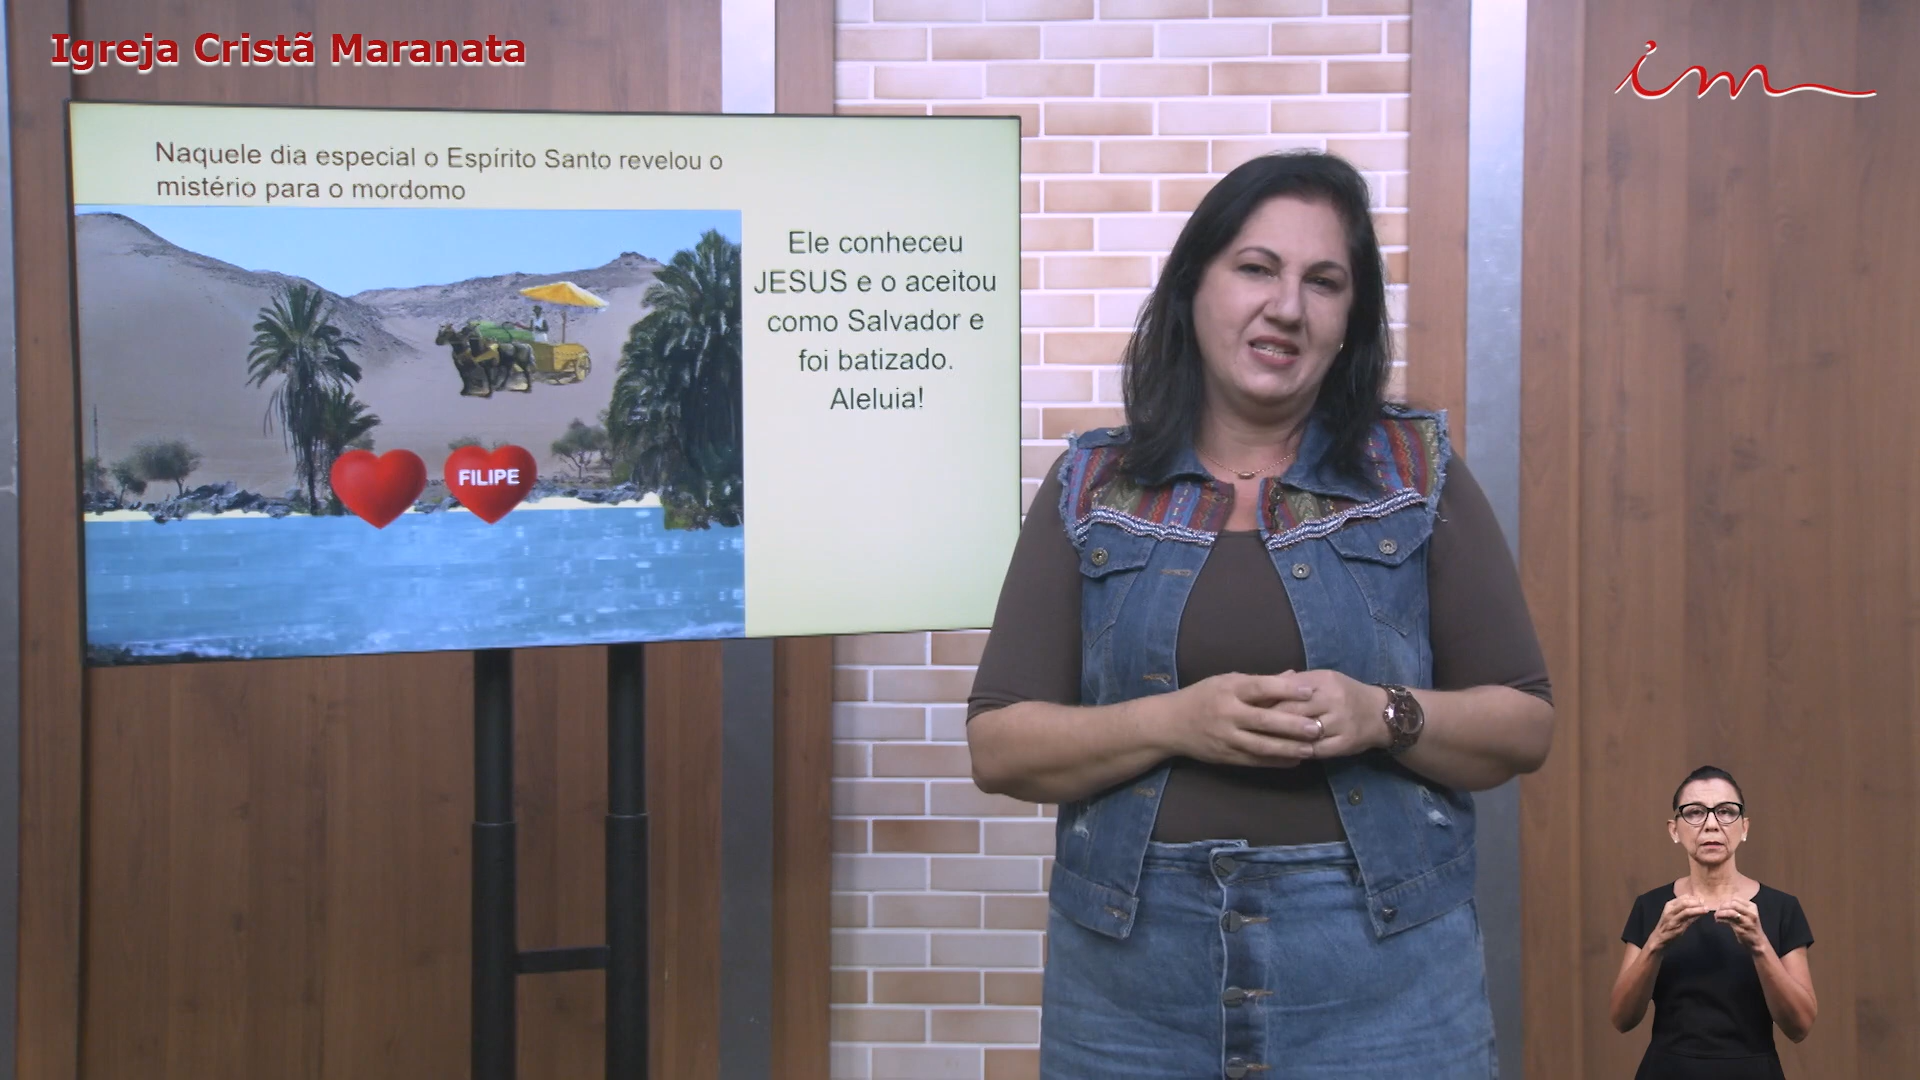 Igreja Cristã Maranata
im
Naquele dia especial o Espírito Santo revelou o
mistério para o mordomo
Ele conheceu
JESUS e o aceitou
como Salvador e
foi batizado.
Aleluia!
FILIPE